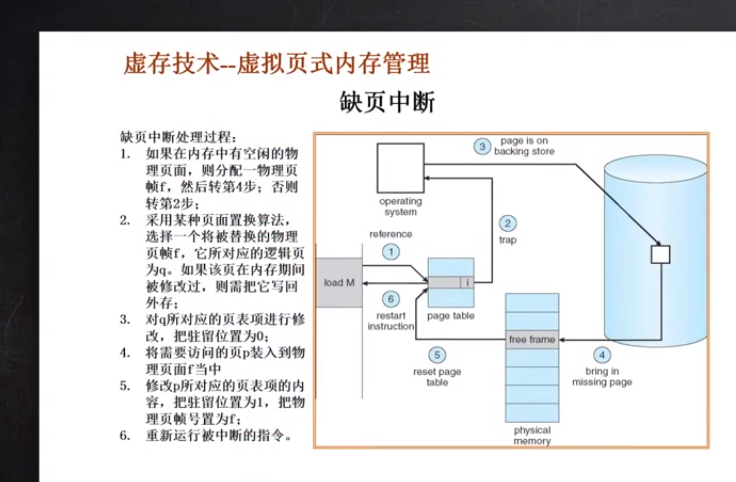 虚存技术--虚拟页式内存管理
缺页中断
缺页中断处理过程：
1. 如果在内存中有空闲的物
理页面，则分配一物理页
帧f，然后转第4步；否则
转第2步；
2. 采用某种页面置换算法，
选择一个将被替换的物理
页帧f，它所对应的逻辑页
为q。如果该页在内存期间
被修改过，则需把它写回
外存；
3. 对q所对应的页表项进行修
改，把驻留位置为0；
4. 将需要访问的页p装入到物
理页面f当中
5. 修改p所对应的页表项的内
容，把驻留位置为1，把物
理页帧号置为f；
6. 重新运行被中断的指令。
3
page is on
backing store
operating
system
2
trap
reference
1
load M
i
6
restart
instruction
page table
free frame
5
reset page
table
4
bring in
missing page
physical
memory